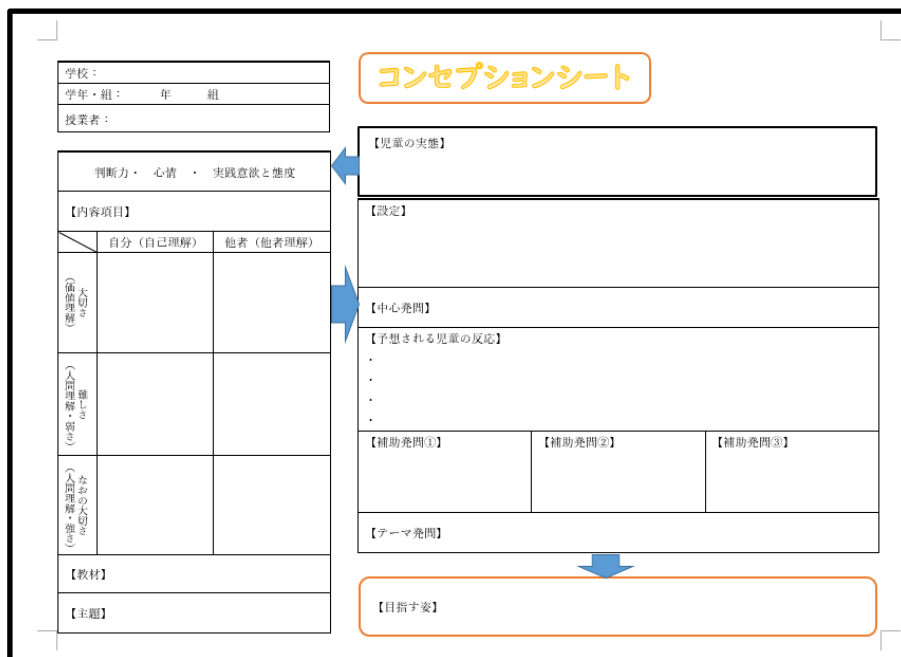 コンセプションシート
学校：
学年・組：　　　年　　　組
授業者：
判断力・　心情　・　実践意欲と態度
【内容項目】
自分（自己理解）
他者（他者理解）
大切さ
（価値理解）
難しさ
（人間理解・弱さ）
なおの大切さ
（人間理解・強さ）
【教材】
【主題】
【児童の実態】
【設定】
【中心発問】
【予想される児童の反応】
・
・
・
・
【補助発問①】
【補助発問②】
【補助発問③】
【テーマ発問】
【目指す姿】